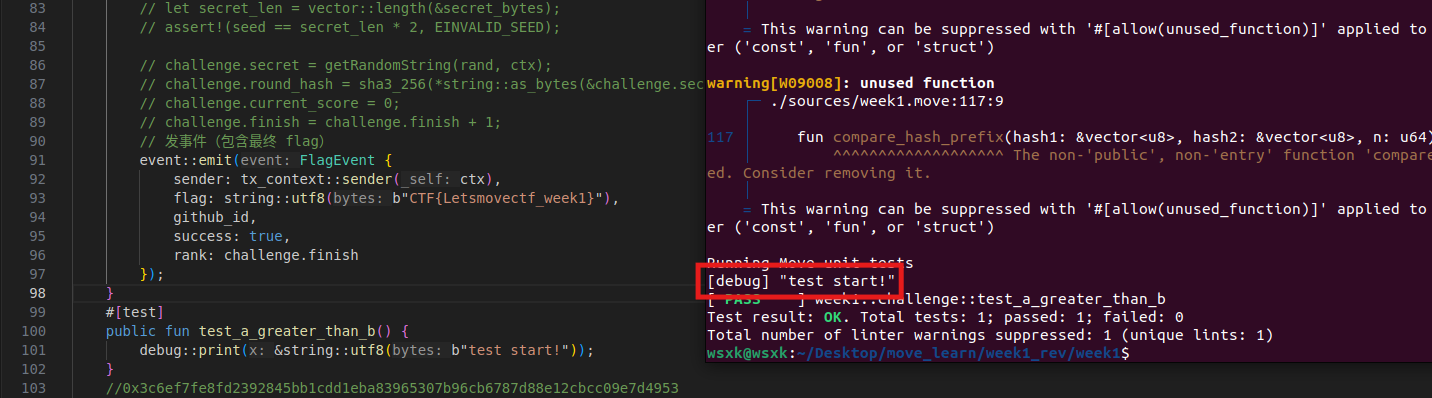 83 // let secret_len = vector::length(&secret_bytes);
84 // assert!(seed == secret_len * 2, EINVALID_SEED);
85
86 // challenge.secret = getRandomString(rand, ctx);
87 // challenge.round_hash = sha3_256(*string::as_bytes(&challenge.sec
88 // challenge.current_score = 0;
89 // challenge.finish = challenge.finish + 1;
90 // 发事件（包含最终 flag）
91 event::emit(event: FlagEvent {
92 sender: tx_context::sender(_self: ctx),
93 flag: string::utf8(bytes: b"CTF{Letsmovectf_week1}"),
94 github_id,
95 success: true,
96 rank: challenge.finish
97 });
98 }
99 #[test]
100 public fun test_a_greater_than_b() {
101 debug::print(x: &string::utf8(bytes: b"test start!"));
102 }
103 //0x3c6ef7fe8fd2392845bb1cdd1eba83965307b96cb6787d88e12cbcc09e7d4953
= This warning can be suppressed with '#[allow(unused_function)]' applied to
er ('const', 'fun', or 'struct')
warning[W09008]: unused function
┌─ ./sources/week1.move:117:9
117 fun compare_hash_prefix(hash1: &vector<u8>, hash2: &vector<u8>, n: u64)
^^^^^^^^^^^^^^^^^^^ The non-'public', non-'entry' function 'compare
ed. Consider removing it.
= This warning can be suppressed with '#[allow(unused_function)]' applied to
er ('const', 'fun', or 'struct')
Running Move unit tests
[debug] "test start!"
[ PASS ] week1::challenge::test_a_greater_than_b
Test result: OK. Total tests: 1; passed: 1; failed: 0
Total number of linter warnings suppressed: 1 (unique lints: 1)
wsxk@wsxk:~/Desktop/move_learn/week1_rev/week1$